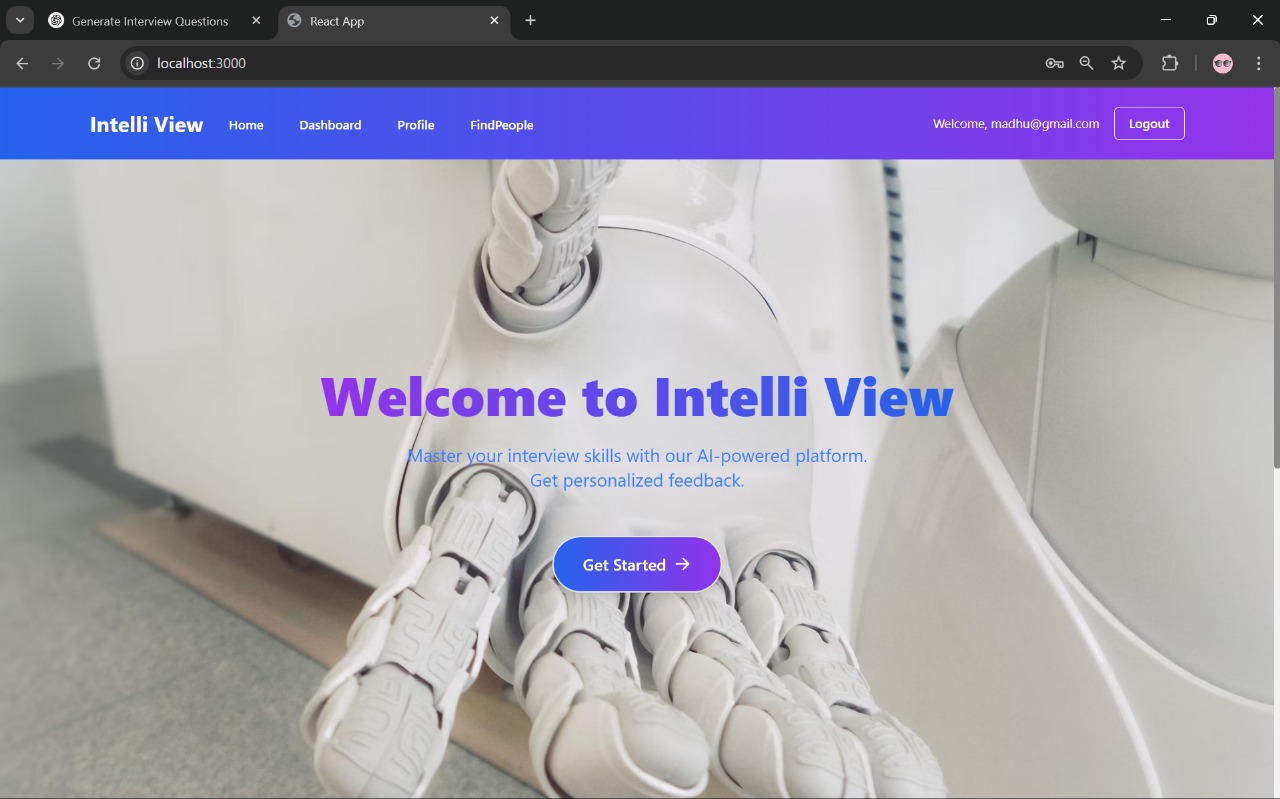 Generate Interview Questions
React App
localhost:3000
Intelli View
Home
Dashboard
Profile
FindPeople
Welcome, madhu@gmail.com
Logout
Welcome to Intelli View
Master your interview skills with our AI-powered platform.
Get personalized feedback.
Get Started →